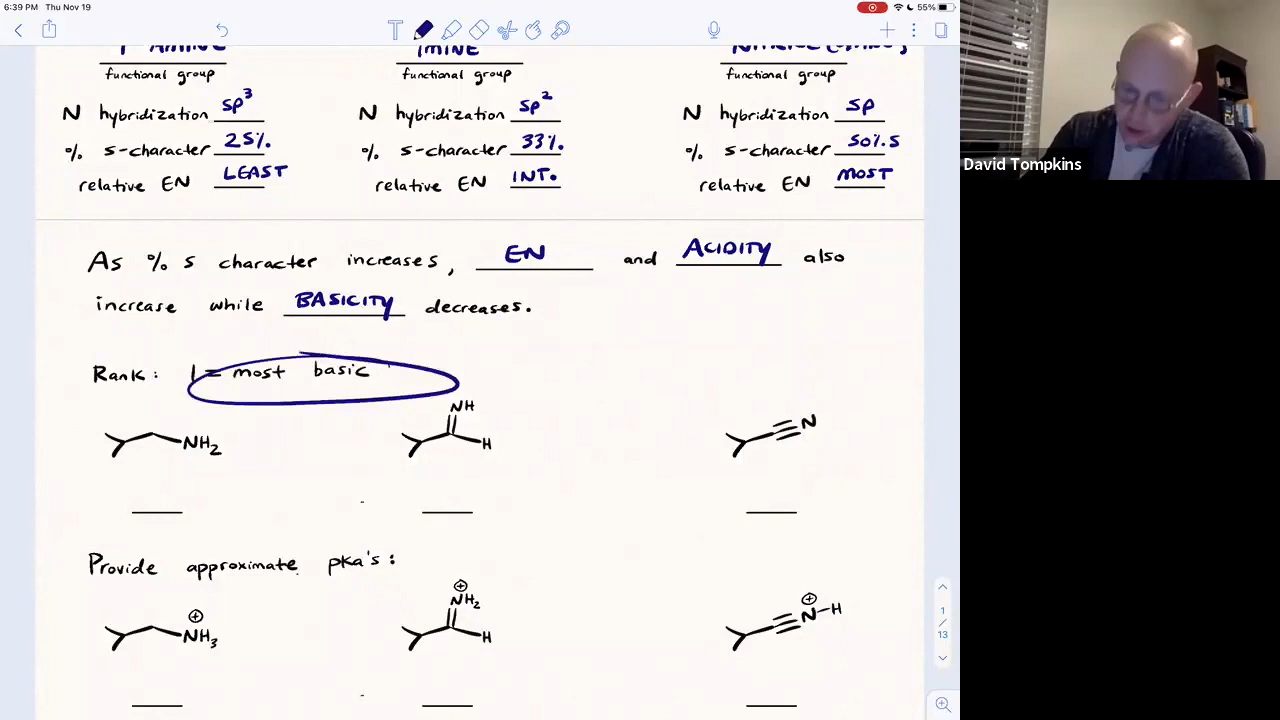 6:39 PM Thu Nov 19
55%
T
IMINE
functional group
functional group
functional group
N hybridization sp3
N hybridization sp2
N hybridization sp
% s-character 25%.
% s-character 33%.
% s-character 50%.S
relative EN LEAST
relative EN INT.
relative EN MOST
David Tompkins
As % s character increases, EN and ACIDITY also
increase while BASICITY decreases.
Rank: 1 = most basic
NH2
NH
H
N
Provide approximate pka's:
NH3
NH2
H
N-H
1
/
13